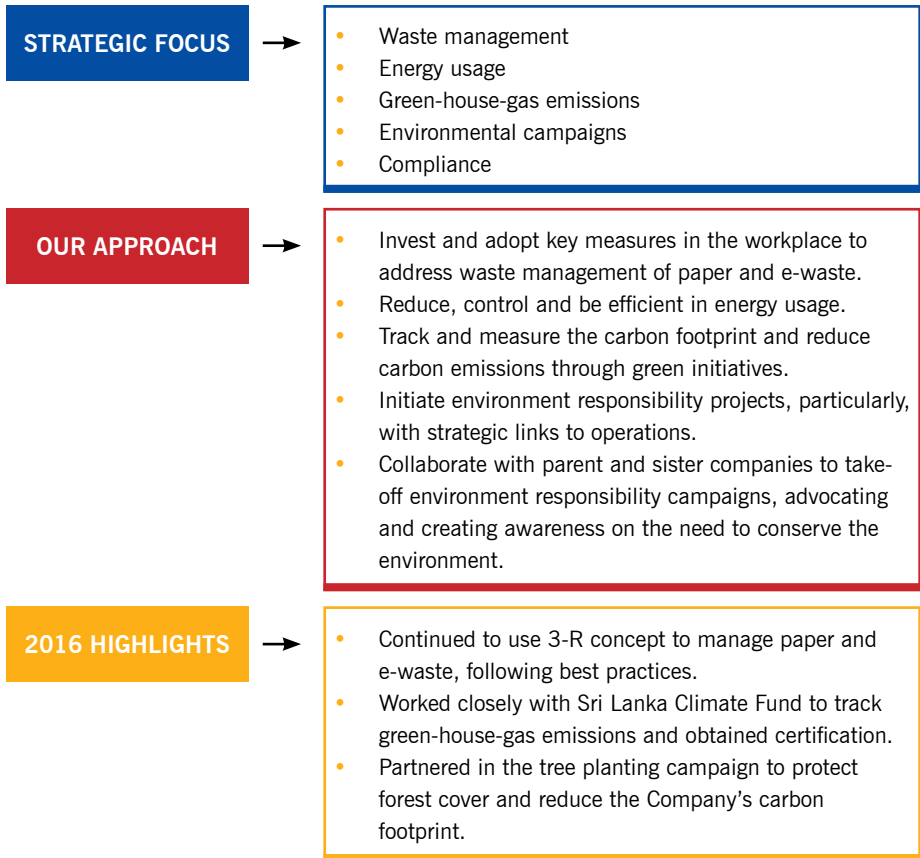 STRATEGIC FOCUS
• Waste management
• Energy usage
• Green-house-gas emissions
• Environmental campaigns
• Compliance
OUR APPROACH
• Invest and adopt key measures in the workplace to
address waste management of paper and e-waste.
• Reduce, control and be efficient in energy usage.
• Track and measure the carbon footprint and reduce
carbon emissions through green initiatives.
• Initiate environment responsibility projects, particularly,
with strategic links to operations.
• Collaborate with parent and sister companies to take-
off environment responsibility campaigns, advocating
and creating awareness on the need to conserve the
environment.
2016 HIGHLIGHTS
• Continued to use 3-R concept to manage paper and
e-waste, following best practices.
• Worked closely with Sri Lanka Climate Fund to track
green-house-gas emissions and obtained certification.
• Partnered in the tree planting campaign to protect
forest cover and reduce the Company's carbon
footprint.